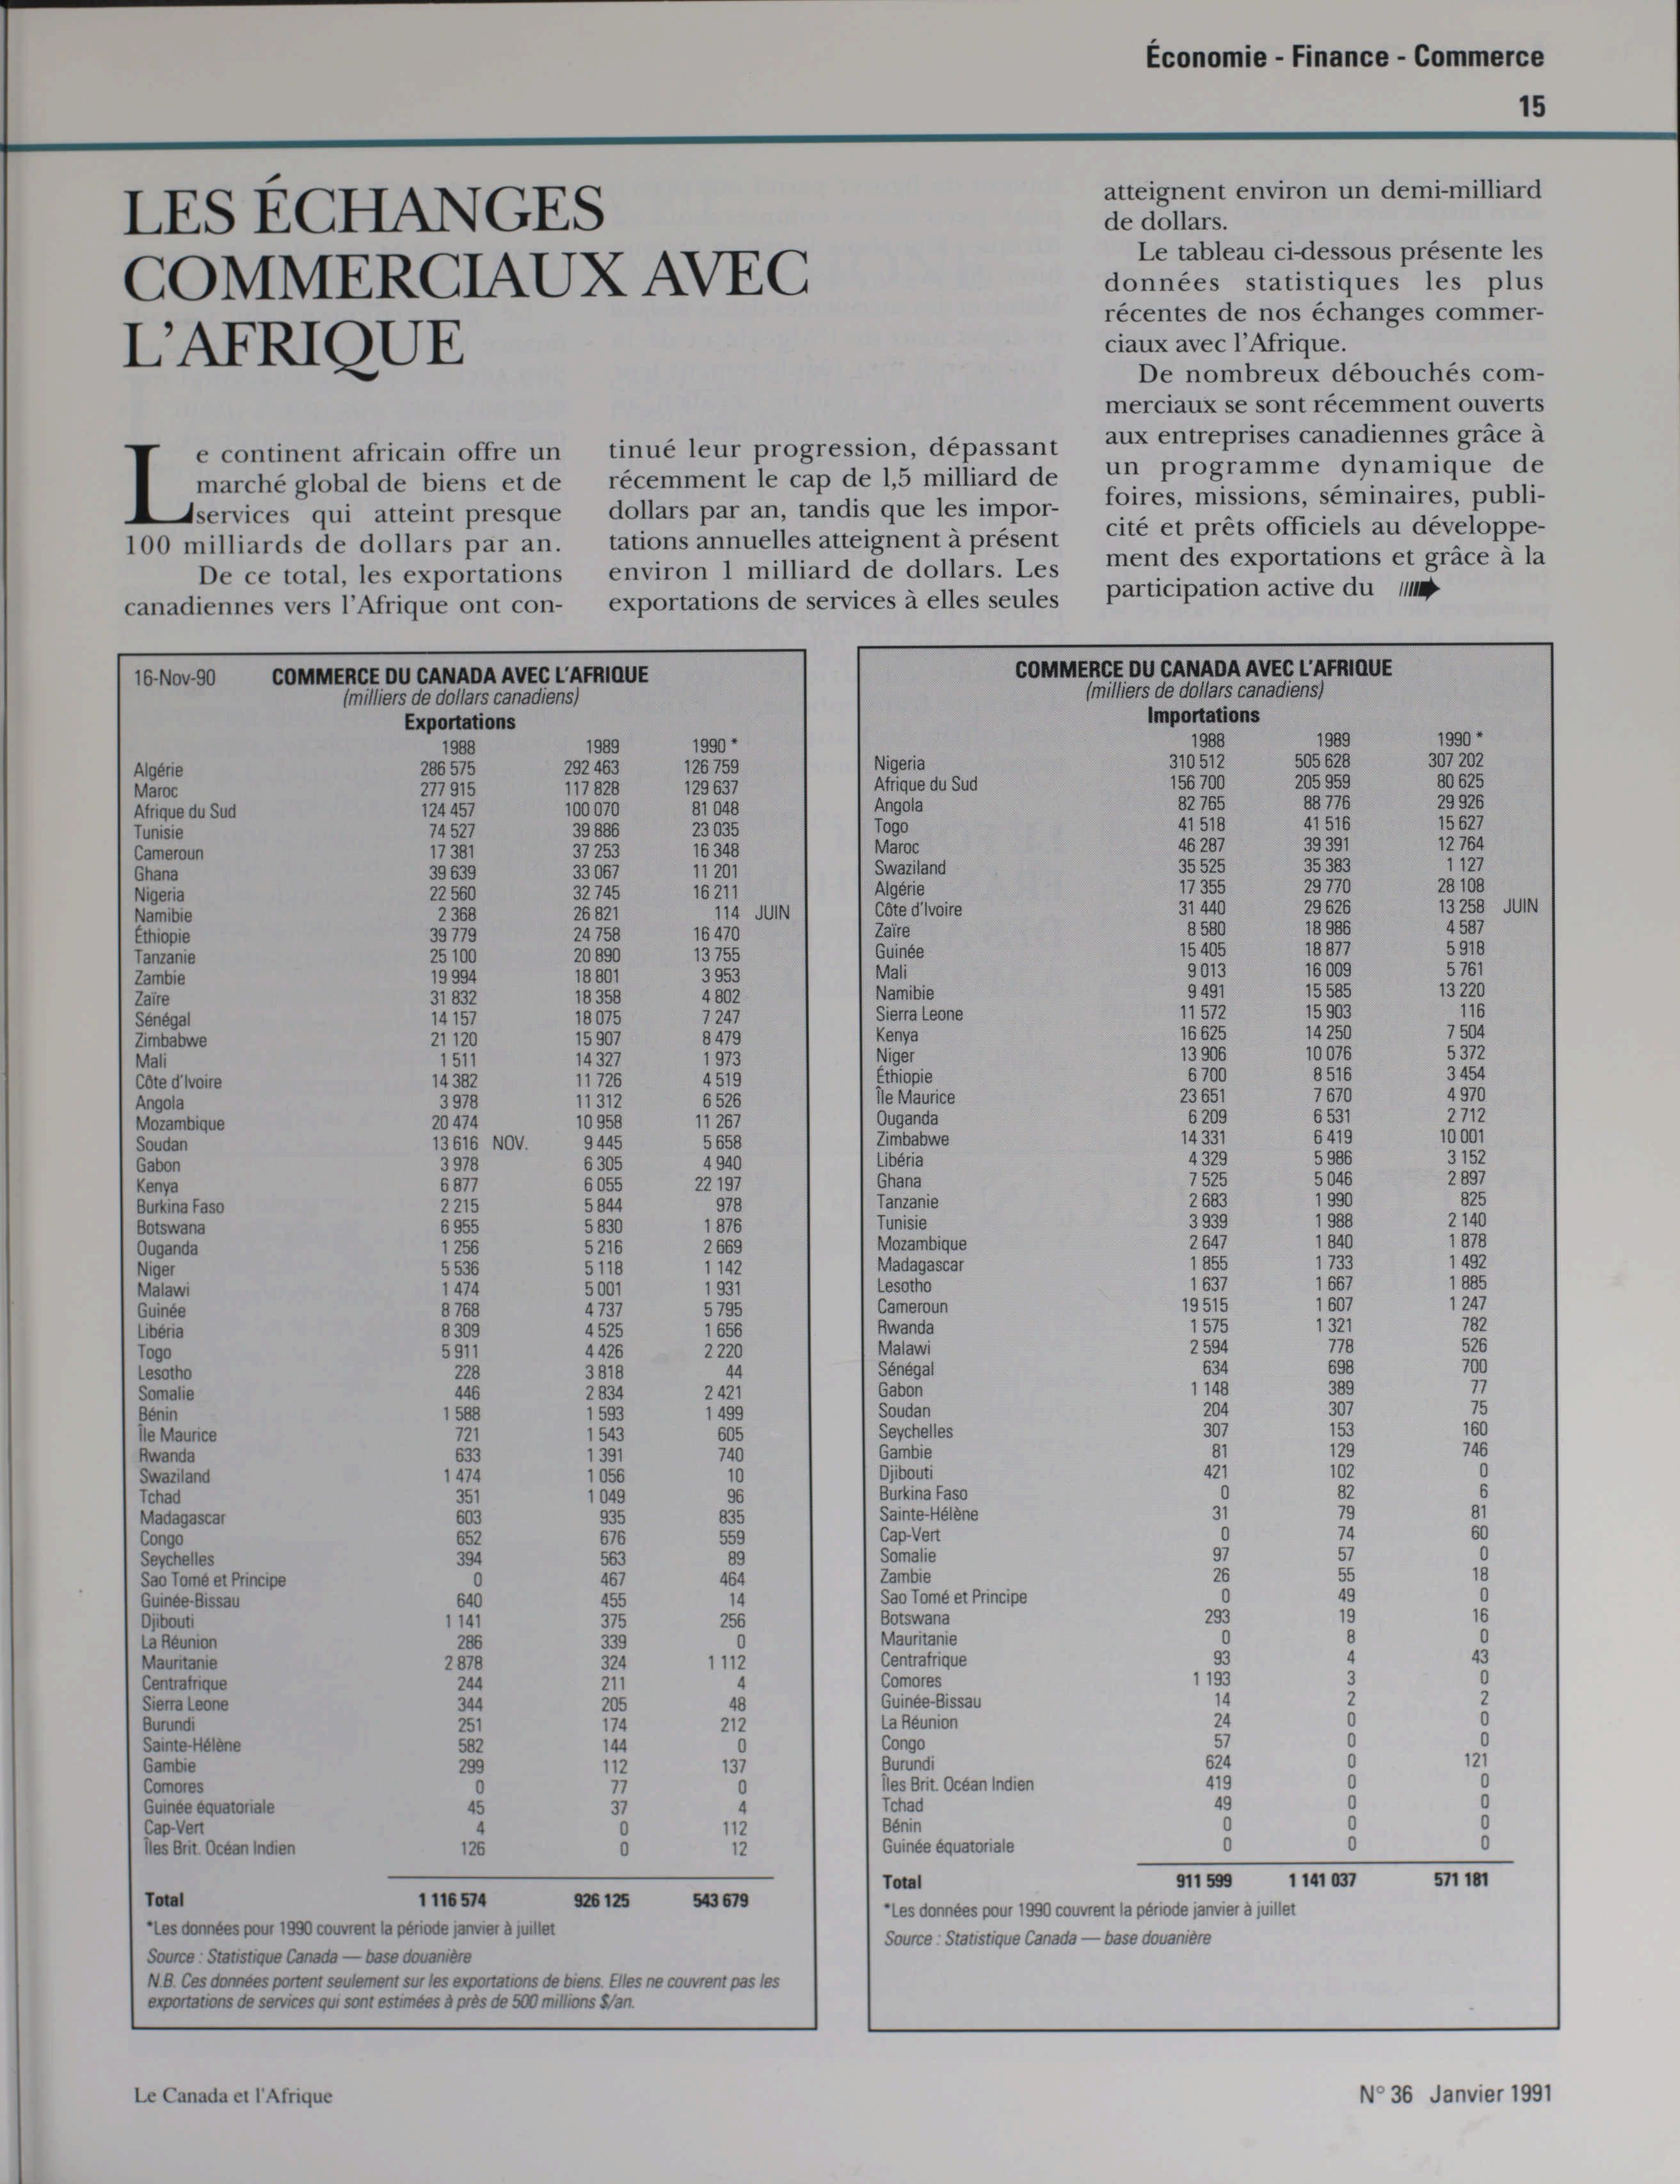 Économie - Finance - Commerce
15
LES ÉCHANGES
COMMERCIAUX AVEC
L'AFRIQUE
Le continent africain offre un
marché global de biens et de
services qui atteint presque
100 milliards de dollars par an.
De ce total, les exportations
canadiennes vers l'Afrique ont con-
tinué leur progression, dépassant
récemment le cap de 1,5 milliard de
dollars par an, tandis que les impor-
tations annuelles atteignent à présent
environ 1 milliard de dollars. Les
exportations de services à elles seules
atteignent environ un demi-milliard
de dollars.
Le tableau ci-dessous présente les
données statistiques les plus
récentes de nos échanges commer-
ciaux avec l'Afrique.
De nombreux débouchés com-
merciaux se sont récemment ouverts
aux entreprises canadiennes grâce à
un programme dynamique de
foires, missions, séminaires, publi-
cité et prêts officiels au développe-
ment des exportations et grâce à la
participation active du
16-Nov-90 COMMERCE DU CANADA AVEC L'AFRIQUE
(milliers de dollars canadiens)
Exportations
1988 1989 1990 *
Algérie 286 575 292 463 126 759
Maroc 277 915 117 828 129 637
Afrique du Sud 124 457 100 070 81 048
Tunisie 74 527 39 886 23 035
Cameroun 17 381 37 253 16 348
Ghana 39 639 33 067 11 201
Nigeria 22 560 32 745 16 211
Namibie 2 368 26 821 114 JUIN
Éthiopie 39 779 24 758 16 470
Tanzanie 25 100 20 890 13 755
Zambie 19 994 18 801 3 953
Zaïre 31 832 18 358 4 802
Sénégal 14 157 18 075 7 247
Zimbabwe 21 120 15 907 8 479
Mali 1 511 14 327 1 973
Côte d'Ivoire 14 382 11 726 4 519
Angola 3 978 11 312 6 526
Mozambique 20 474 10 958 11 267
Soudan 13 616 NOV. 9 445 5 658
Gabon 3 978 6 305 4 940
Kenya 6 877 6 055 22 197
Burkina Faso 2 215 5 844 978
Botswana 6 955 5 830 1 876
Ouganda 1 256 5 216 2 669
Niger 5 536 5 118 1 142
Malawi 1 474 5 001 1 931
Guinée 8 768 4 737 5 795
Libéria 8 309 4 525 1 656
Togo 5 911 4 426 2 220
Lesotho 228 3 818 44
Somalie 446 2 834 2 421
Bénin 1 588 1 593 1 499
Île Maurice 721 1 543 605
Rwanda 633 1 391 740
Swaziland 1 474 1 056 10
Tchad 351 1 049 96
Madagascar 603 935 835
Congo 652 676 559
Seychelles 394 563 89
Sao Tomé et Principe 0 467 464
Guinée-Bissau 640 455 14
Djibouti 1 141 375 256
La Réunion 286 339 0
Mauritanie 2 878 324 1 112
Centrafrique 244 211 4
Sierra Leone 344 205 48
Burundi 251 174 212
Sainte-Hélène 582 144 0
Gambie 299 112 137
Comores 0 77 0
Guinée équatoriale 45 37 4
Cap-Vert 4 0 112
Îles Brit. Océan Indien 126 0 12
Total 1 116 574 926 125 543 679
*Les données pour 1990 couvrent la période janvier à juillet
Source : Statistique Canada — base douanière
N.B. Ces données portent seulement sur les exportations de biens. Elles ne couvrent pas les
exportations de services qui sont estimées à près de 500 millions $/an.
COMMERCE DU CANADA AVEC L'AFRIQUE
(milliers de dollars canadiens)
Importations
1988 1989 1990 *
Nigeria 310 512 505 628 307 202
Afrique du Sud 156 700 205 959 80 625
Angola 82 765 88 776 29 926
Togo 41 518 41 516 15 627
Maroc 46 287 39 391 12 764
Swaziland 35 525 35 383 1 127
Algérie 17 355 29 770 28 108
Côte d'Ivoire 31 440 29 626 13 258 JUIN
Zaïre 8 580 18 986 4 587
Guinée 15 405 18 877 5 918
Mali 9 013 16 009 5 761
Namibie 9 491 15 585 13 220
Sierra Leone 11 572 15 903 116
Kenya 16 625 14 250 7 504
Niger 13 906 10 076 5 372
Éthiopie 6 700 8 516 3 454
Île Maurice 23 651 7 670 4 970
Ouganda 6 209 6 531 2 712
Zimbabwe 14 331 6 419 10 001
Libéria 4 329 5 986 3 152
Ghana 7 525 5 046 2 897
Tanzanie 2 683 1 990 825
Tunisie 3 939 1 988 2 140
Mozambique 2 647 1 840 1 878
Madagascar 1 855 1 733 1 492
Lesotho 1 637 1 667 1 885
Cameroun 19 515 1 607 1 247
Rwanda 1 575 1 321 782
Malawi 2 594 778 526
Sénégal 634 698 700
Gabon 1 148 389 77
Soudan 204 307 75
Seychelles 307 153 160
Gambie 81 129 746
Djibouti 421 102 0
Burkina Faso 0 82 6
Sainte-Hélène 31 79 81
Cap-Vert 0 74 60
Somalie 97 57 0
Zambie 26 55 18
Sao Tomé et Principe 0 49 0
Botswana 293 19 16
Mauritanie 0 8 0
Centrafrique 93 4 43
Comores 1 193 3 0
Guinée-Bissau 14 2 2
La Réunion 24 0 0
Congo 57 0 0
Burundi 624 0 121
Îles Brit. Océan Indien 419 0 0
Tchad 49 0 0
Bénin 0 0 0
Guinée équatoriale 0 0 0
Total 911 599 1 141 037 571 181
*Les données pour 1990 couvrent la période janvier à juillet
Source : Statistique Canada — base douanière
Le Canada et l'Afrique
N° 36 Janvier 1991